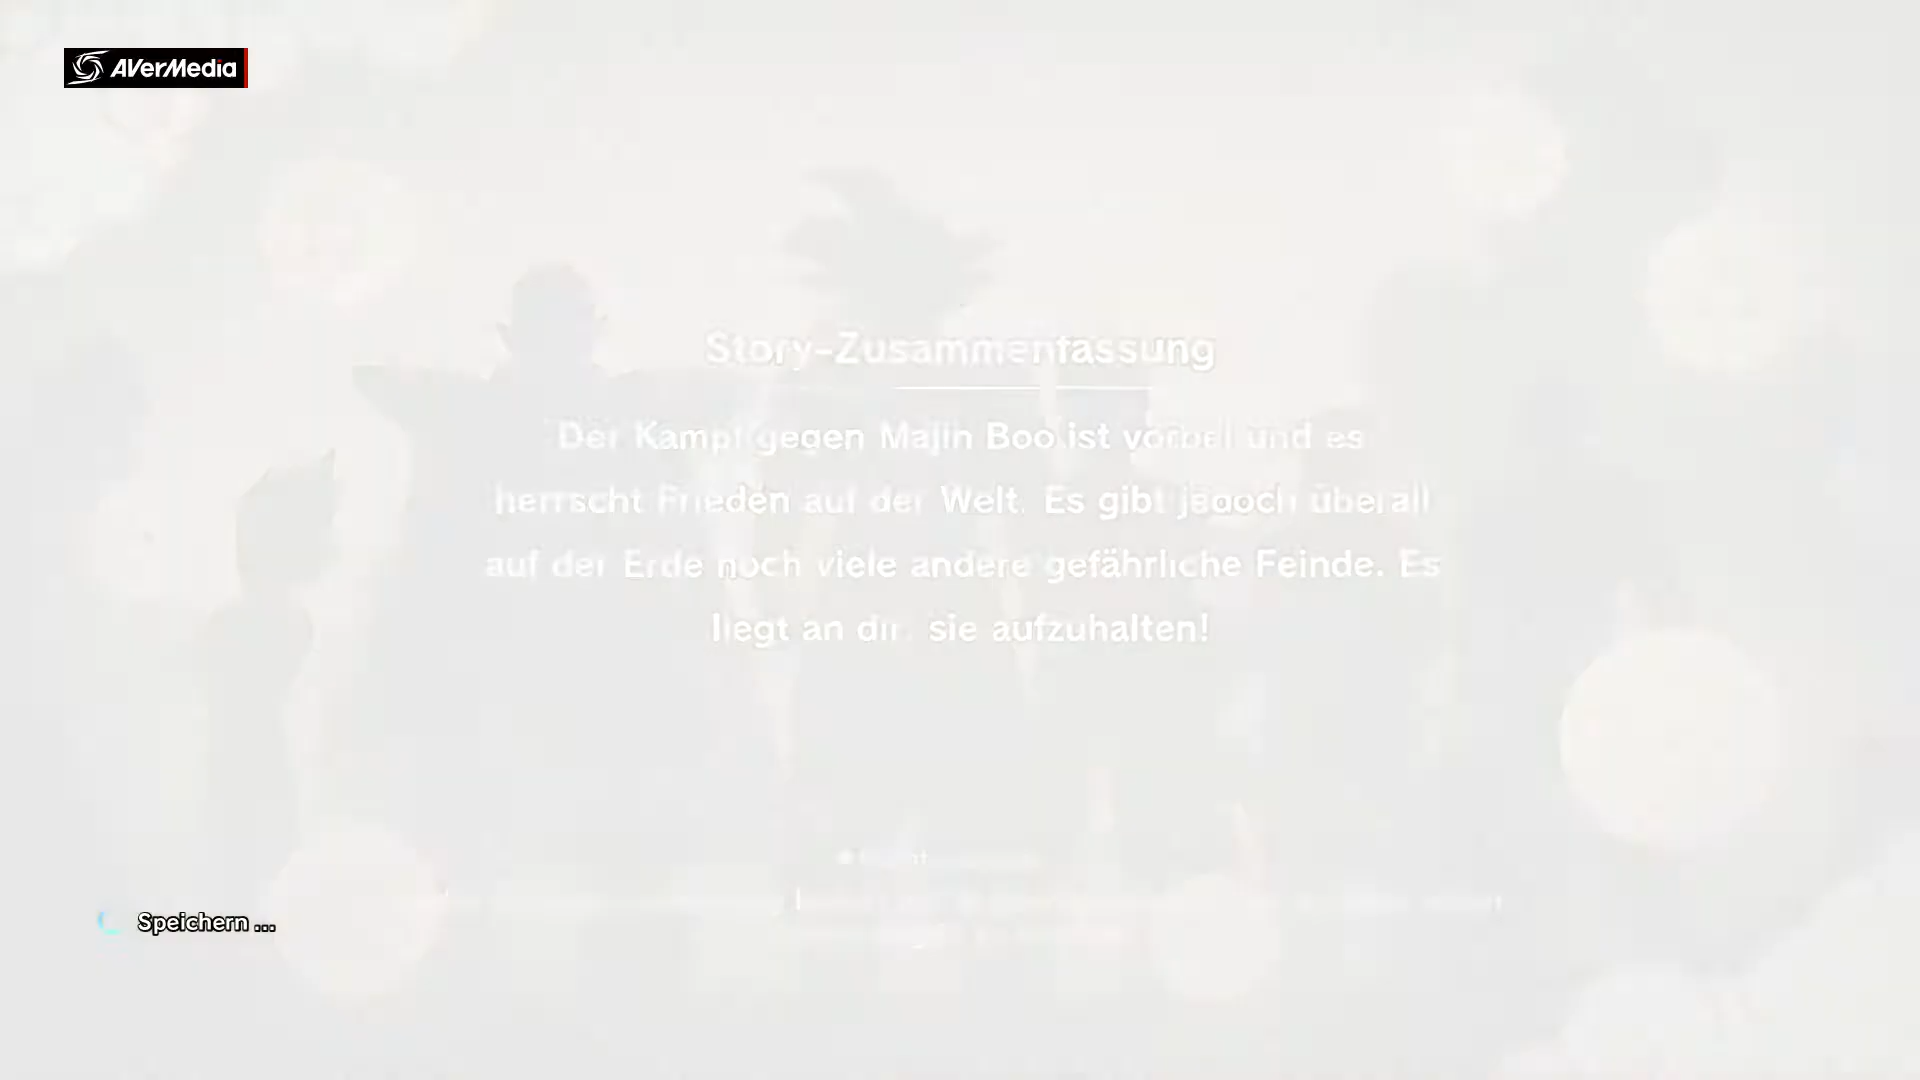 AVerMedia
Story-Zusammenfassung
Der Kampf gegen Majin Boo ist vorbei und es
herrscht Frieden auf der Welt. Es gibt jedoch überall
auf der Erde noch viele andere gefährliche Feinde. Es
liegt an dir, sie aufzuhalten!
Speichern ...